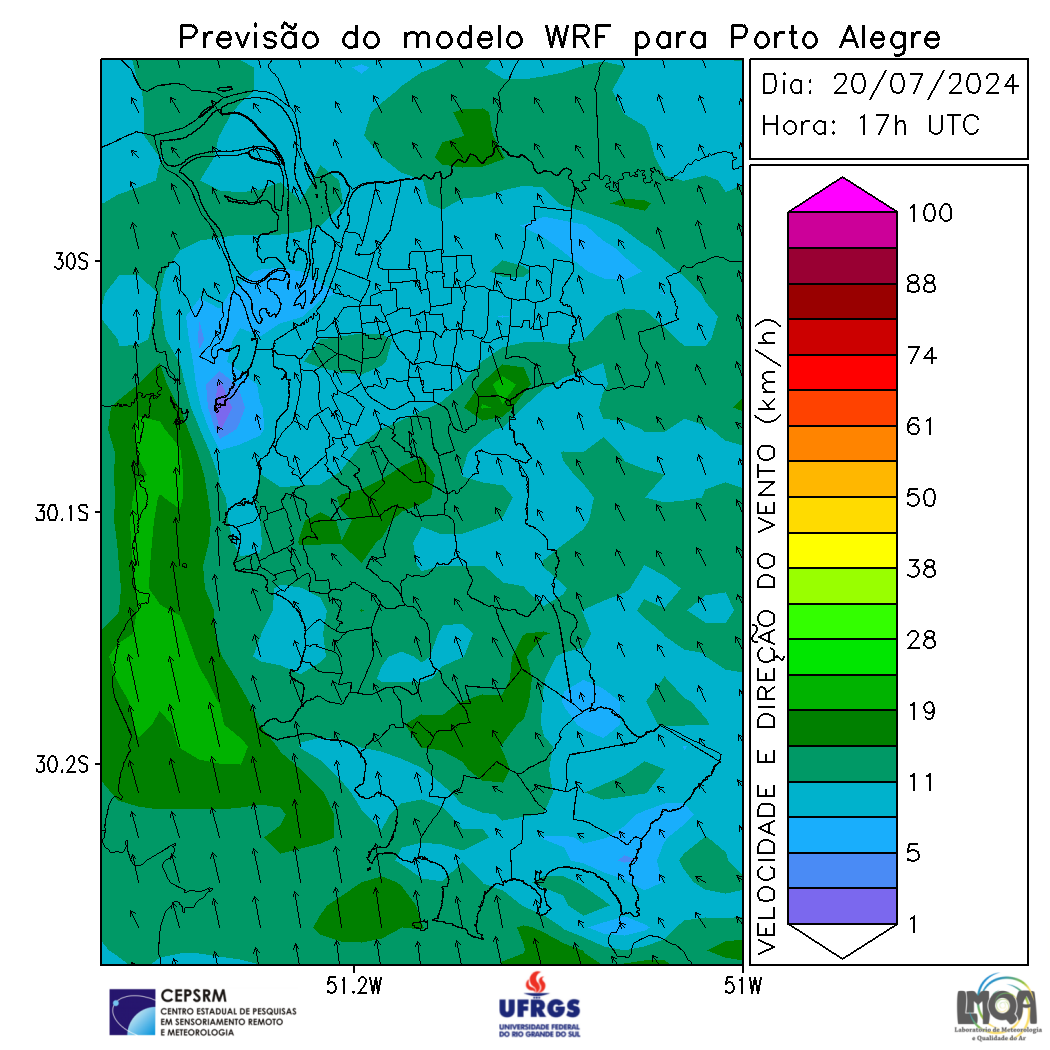 Previsão do modelo WRF para Porto Alegre
Dia: 20/07/2024
Hora: 17h UTC
30S
30.1S
30.2S
51.2W
51W
VELOCIDADE E DIREÇÃO DO VENTO (km/h)
100
88
74
61
50
38
28
19
11
5
1
CEPSRM
CENTRO ESTADUAL DE PESQUISAS
EM SENSORIAMENTO REMOTO
E METEOROLOGIA
UFRGS
UNIVERSIDADE FEDERAL
DO RIO GRANDE DO SUL
LMQA
Laboratório de Meteorologia
e Qualidade do Ar